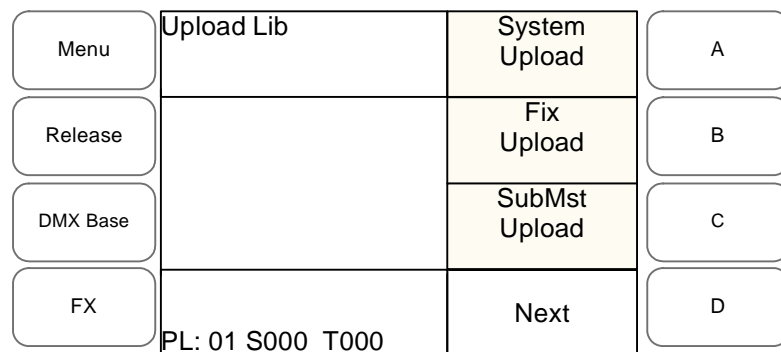 Menu
Upload Lib
System
Upload
A
Release
Fix
Upload
B
DMX Base
SubMst
Upload
C
FX
PL: 01 S000  T000
Next
D